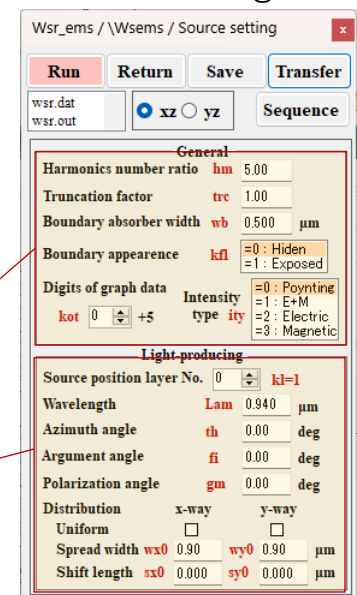 Wsr_ems / \Wsems / Source setting x
Run Return Save Transfer
wsr.dat
wsr.out
xz yz Sequence
General
Harmonics number ratio hm 5.00
Truncation factor trc 1.00
Boundary absorber width wb 0.500 μm
Boundary appearence kfl =0 : Hiden
=1 : Exposed
Digits of graph data
kot 0 +5
Intensity
type ity
=0 : Poynting
=1 : E+M
=2 : Electric
=3 : Magnetic
Light-producing
Source position layer No. 0 kl=1
Wavelength Lam 0.940 μm
Azimuth angle th 0.00 deg
Argument angle fi 0.00 deg
Polarization angle gm 0.00 deg
Distribution x-way y-way
Uniform
Spread width wx0 0.90 wy0 0.90 μm
Shift length sx0 0.000 sy0 0.000 μm